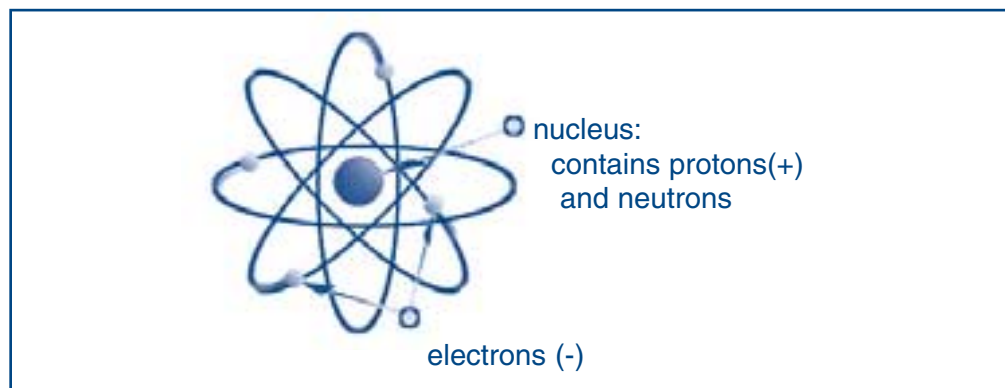 nucleus:
contains protons(+)
and neutrons
electrons (-)